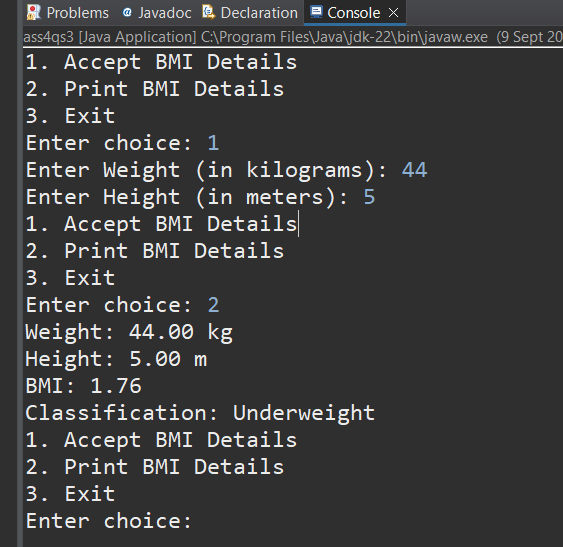 Problems Javadoc Declaration Console
ass4qs3 [Java Application] C:\Program Files\Java\jdk-22\bin\javaw.exe (9 Sept 20
1. Accept BMI Details
2. Print BMI Details
3. Exit
Enter choice: 1
Enter Weight (in kilograms): 44
Enter Height (in meters): 5
1. Accept BMI Details
2. Print BMI Details
3. Exit
Enter choice: 2
Weight: 44.00 kg
Height: 5.00 m
BMI: 1.76
Classification: Underweight
1. Accept BMI Details
2. Print BMI Details
3. Exit
Enter choice: